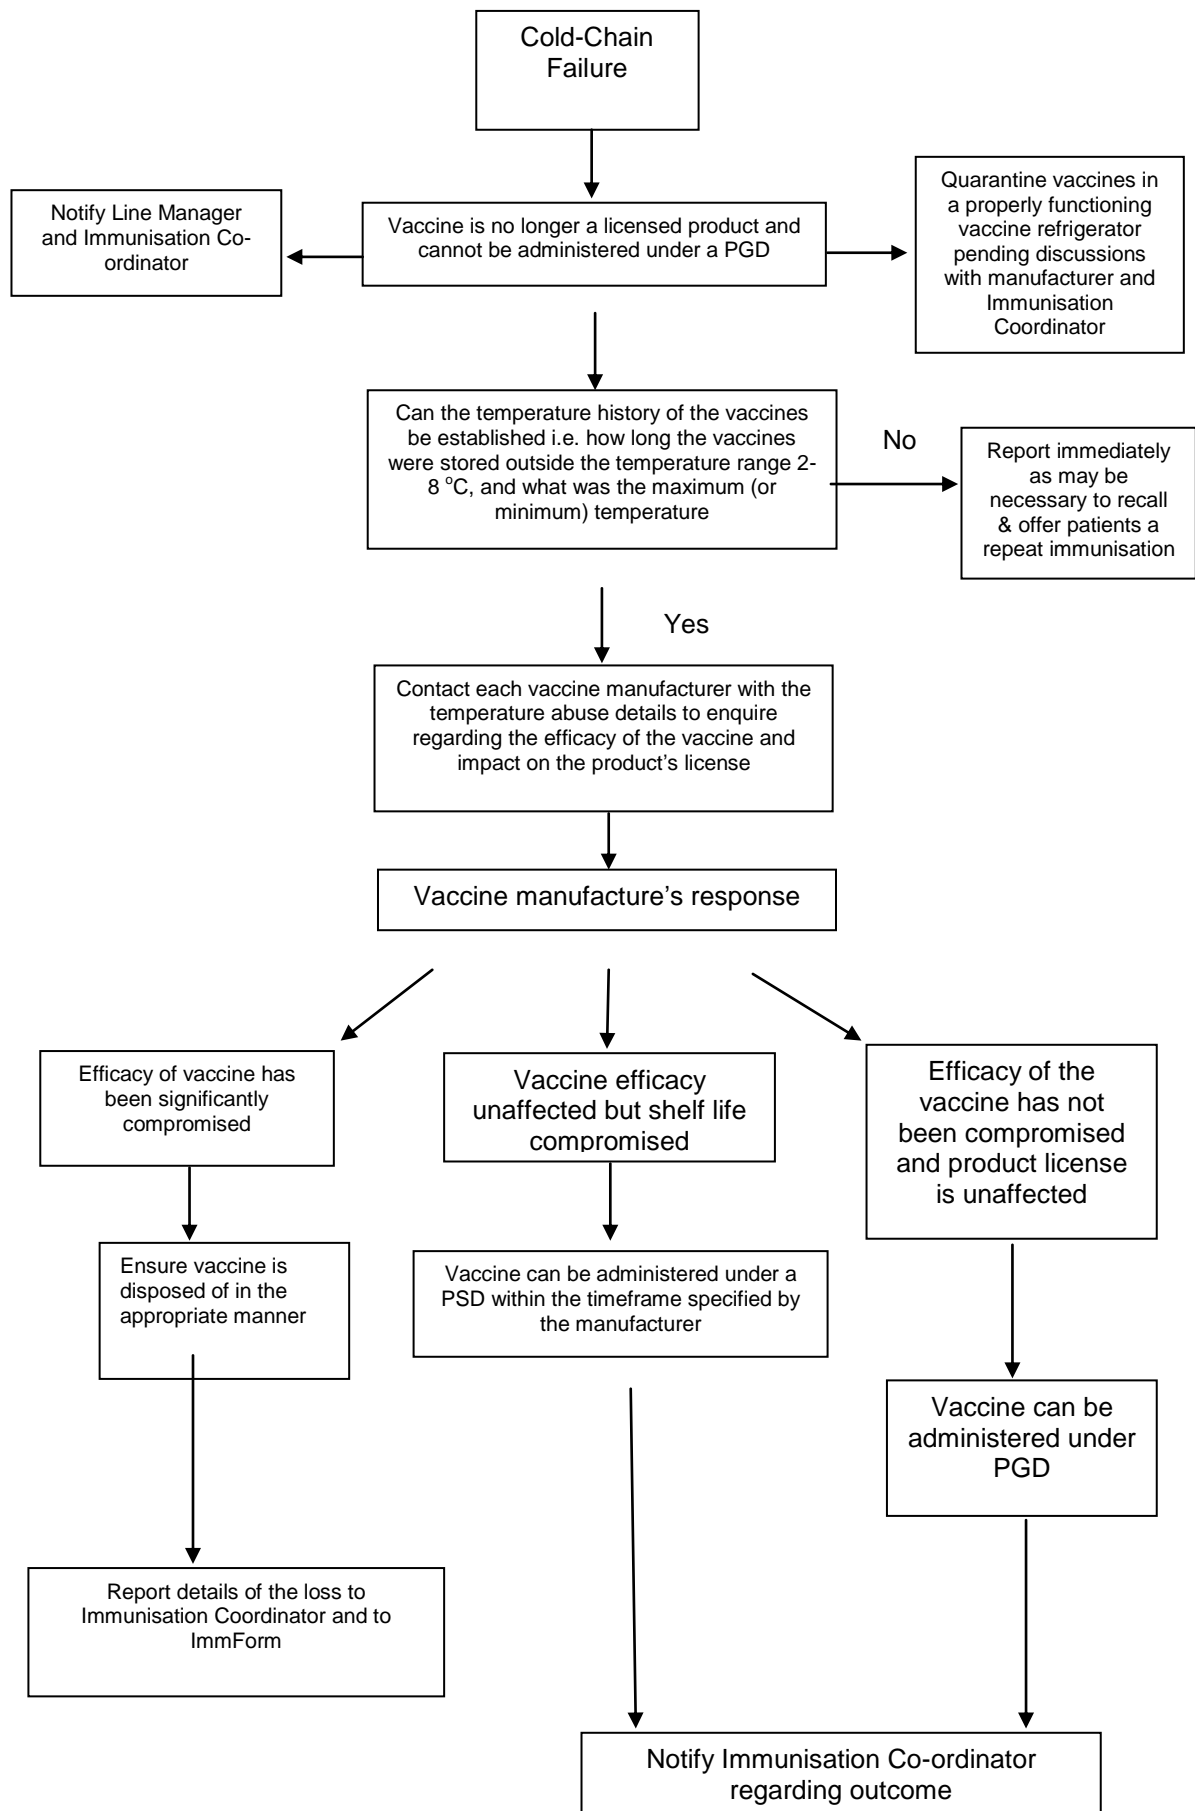 Cold-Chain
Failure
Notify Line Manager
and Immunisation Co-
ordinator
Vaccine is no longer a licensed product and
cannot be administered under a PGD
Quarantine vaccines in
a properly functioning
vaccine refrigerator
pending discussions
with manufacturer and
Immunisation
Coordinator
Can the temperature history of the vaccines
be established i.e. how long the vaccines
were stored outside the temperature range 2-
8 °C, and what was the maximum (or
minimum) temperature
No
Report immediately
as may be
necessary to recall
& offer patients a
repeat immunisation
Yes
Contact each vaccine manufacturer with the
temperature abuse details to enquire
regarding the efficacy of the vaccine and
impact on the product’s license
Vaccine manufacture’s response
Efficacy of vaccine has
been significantly
compromised
Vaccine efficacy
unaffected but shelf life
compromised
Efficacy of the
vaccine has not
been compromised
and product license
is unaffected
Ensure vaccine is
disposed of in the
appropriate manner
Vaccine can be administered under a
PSD within the timeframe specified by
the manufacturer
Vaccine can be
administered under
PGD
Report details of the loss to
Immunisation Coordinator and to
ImmForm
Notify Immunisation Co-ordinator
regarding outcome